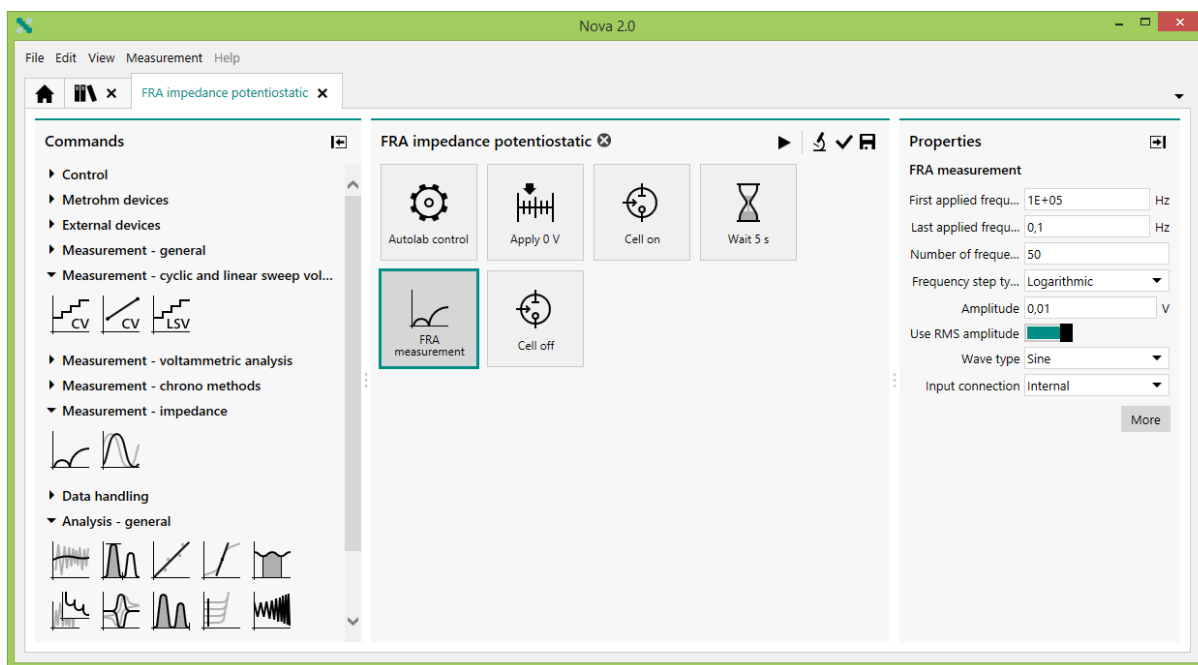 Nova 2.0
File Edit View Measurement Help
FRA impedance potentiostatic
Commands
Control
Metrohm devices
External devices
Measurement - general
Measurement - cyclic and linear sweep vol...
CV CV LSV
Measurement - voltammetric analysis
Measurement - chrono methods
Measurement - impedance
Data handling
Analysis - general
FRA impedance potentiostatic
Autolab control
Apply 0 V
Cell on
Wait 5 s
FRA
measurement
Cell off
Properties
FRA measurement
First applied frequ... 1E+05 Hz
Last applied frequ... 0,1 Hz
Number of freque... 50
Frequency step ty... Logarithmic
Amplitude 0,01 V
Use RMS amplitude
Wave type Sine
Input connection Internal
More